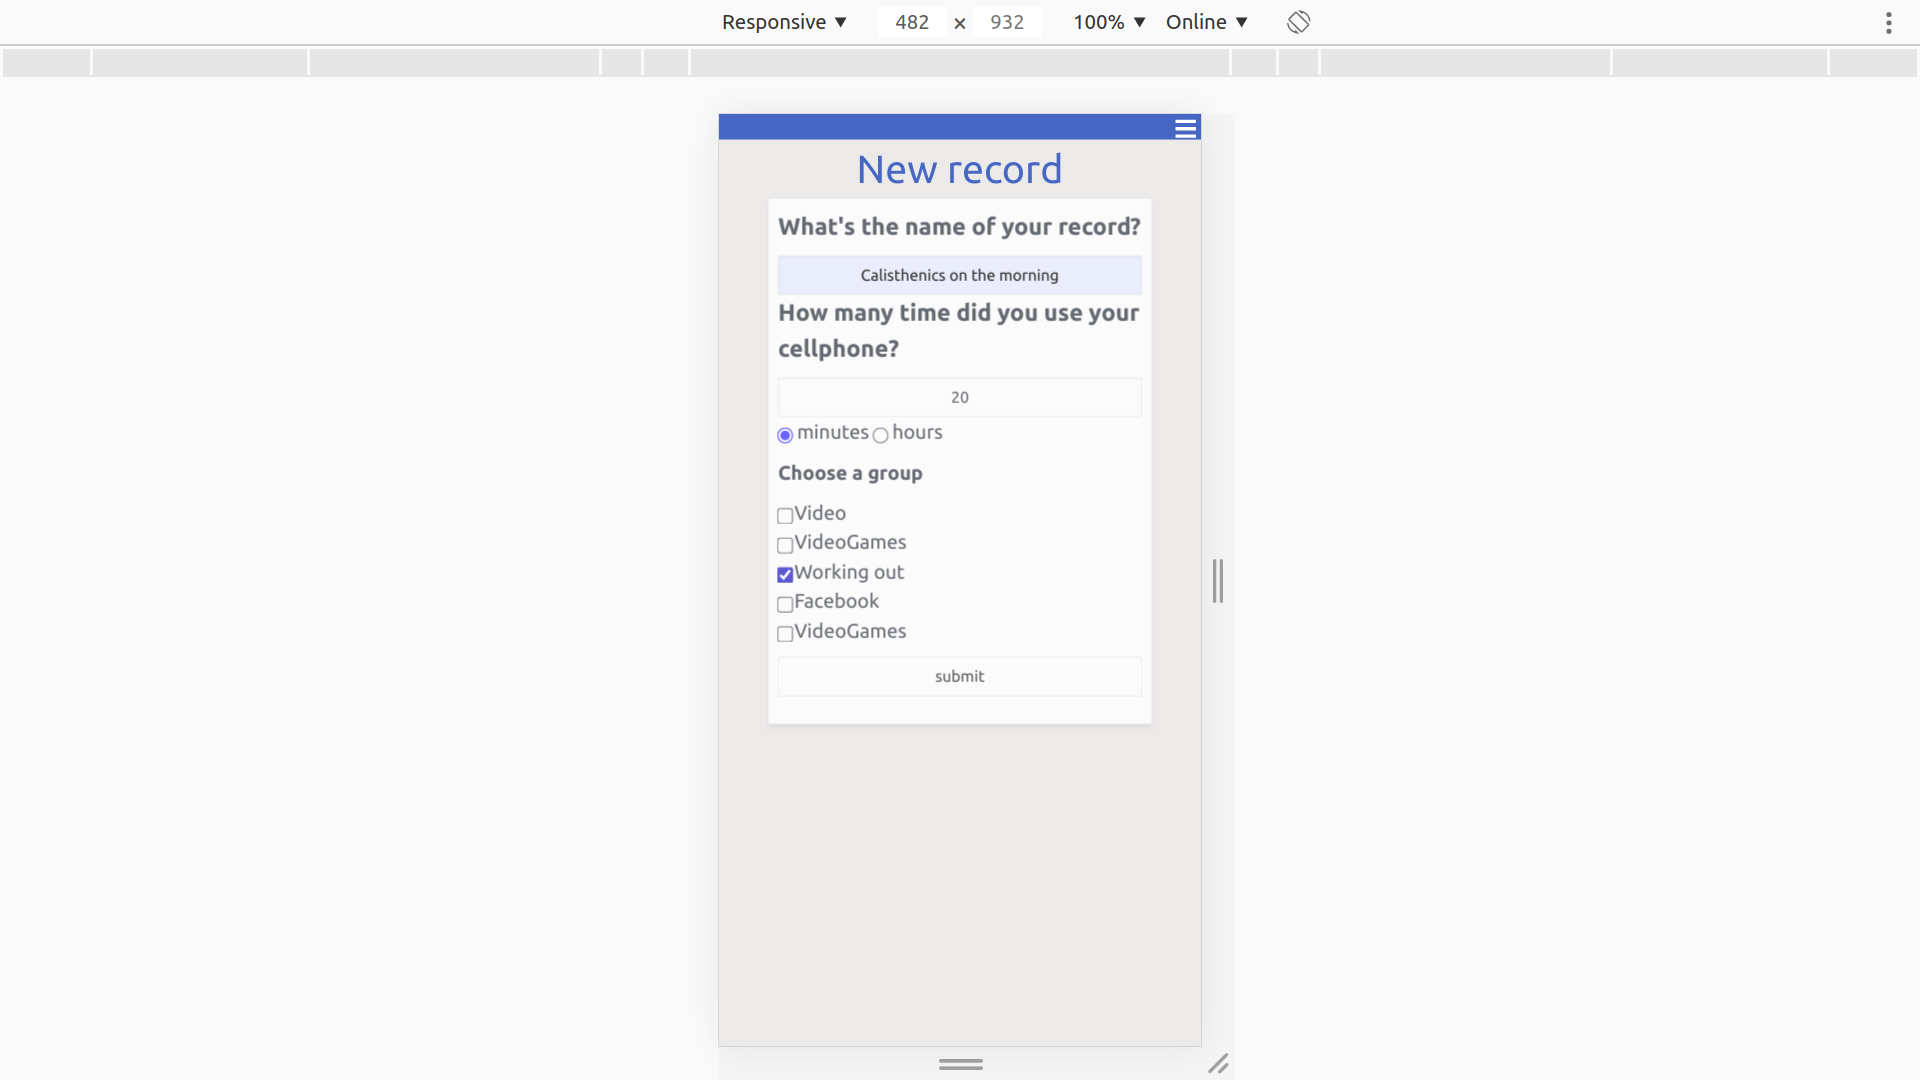 Responsive ▼ 482 × 932 100% ▼ Online ▼
New record
What's the name of your record?
Calisthenics on the morning
How many time did you use your
cellphone?
20
minutes hours
Choose a group
Video
VideoGames
Working out
Facebook
VideoGames
submit